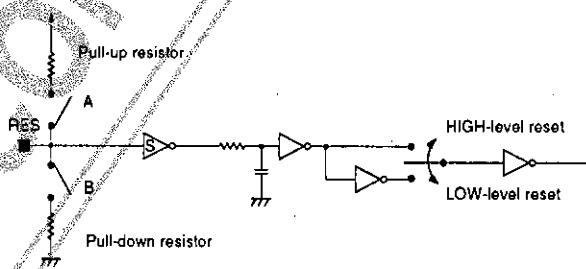 Pull-up resistor
A
RES
S
HIGH-level reset
B
LOW-level reset
Pull-down resistor